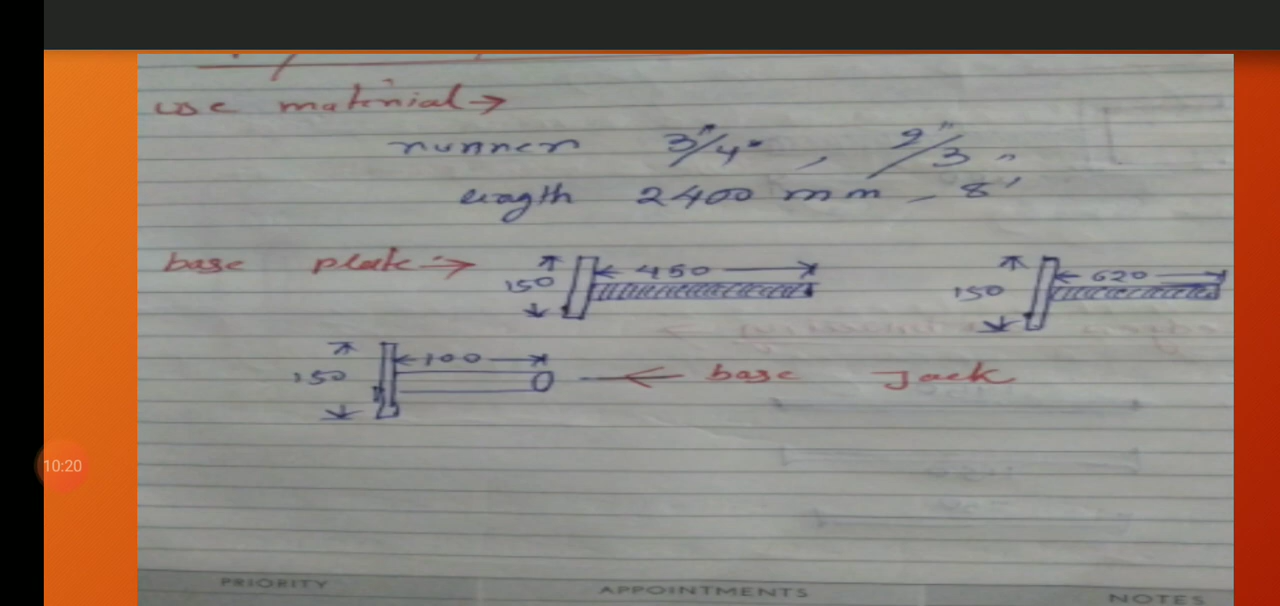 use material →
runner 3"/4" , 9"/3"
length 2400 mm - 8'
base plate :→ 150 450 150 620
150 100 ← base Jack
10:20
PRIORITY APPOINTMENTS NOTES